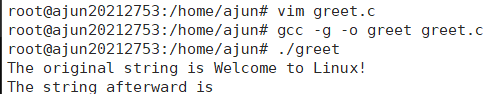 root@ajun20212753:/home/ajun# vim greet.c
root@ajun20212753:/home/ajun# gcc -g -o greet greet.c
root@ajun20212753:/home/ajun# ./greet
The original string is Welcome to Linux!
The string afterward is